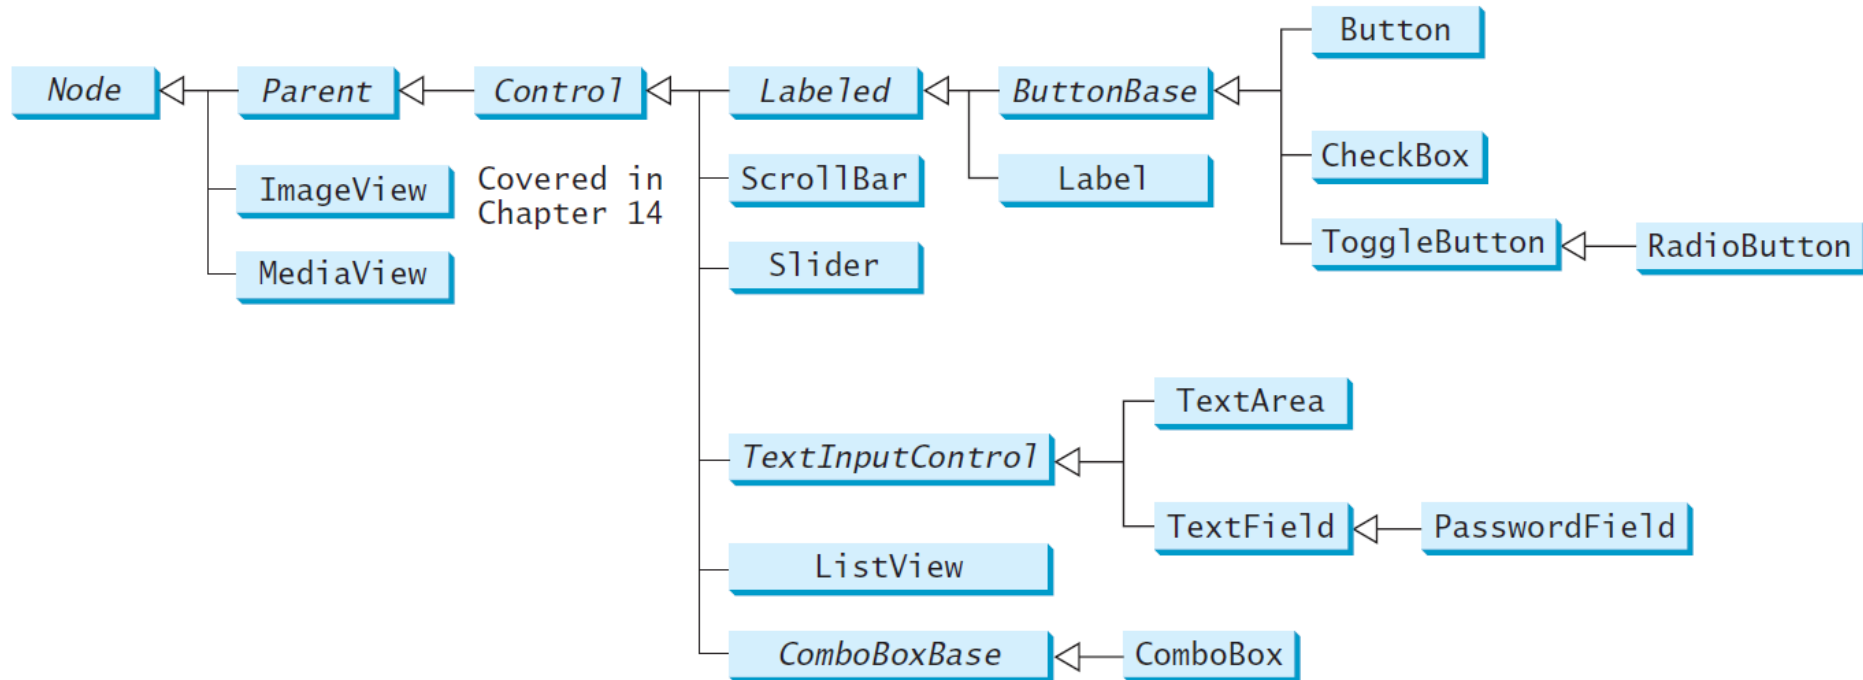 Button
Node
Parent
Control
Labeled
ButtonBase
ImageView
Covered in
Chapter 14
ScrollBar
Label
CheckBox
MediaView
Slider
ToggleButton
RadioButton
TextArea
TextInputControl
TextField
PasswordField
ListView
ComboBoxBase
ComboBox